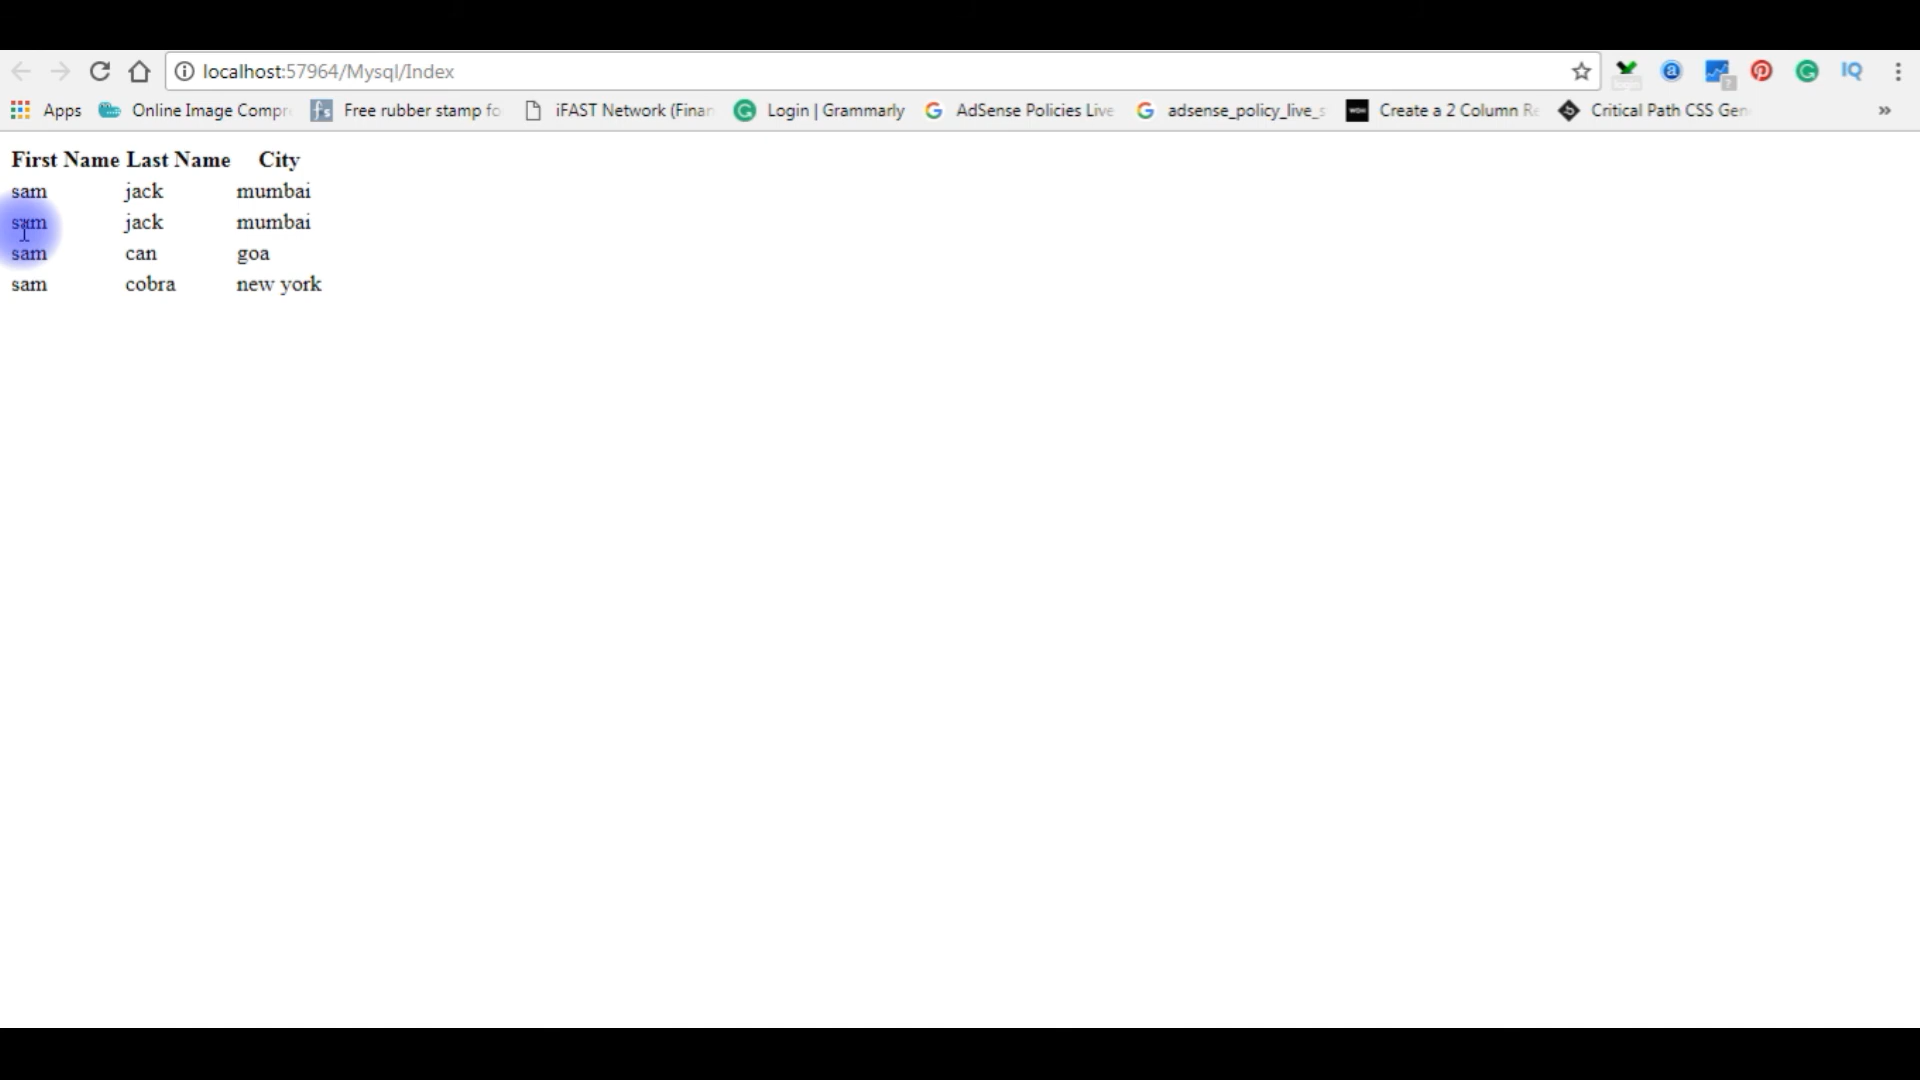 localhost:57964/Mysql/Index
Apps Online Image Compr Free rubber stamp fo iFAST Network (Finan Login | Grammarly AdSense Policies Live adsense_policy_live_s Create a 2 Column Re Critical Path CSS Gen »
First Name Last Name City
sam jack mumbai
sam jack mumbai
sam can goa
sam cobra new york